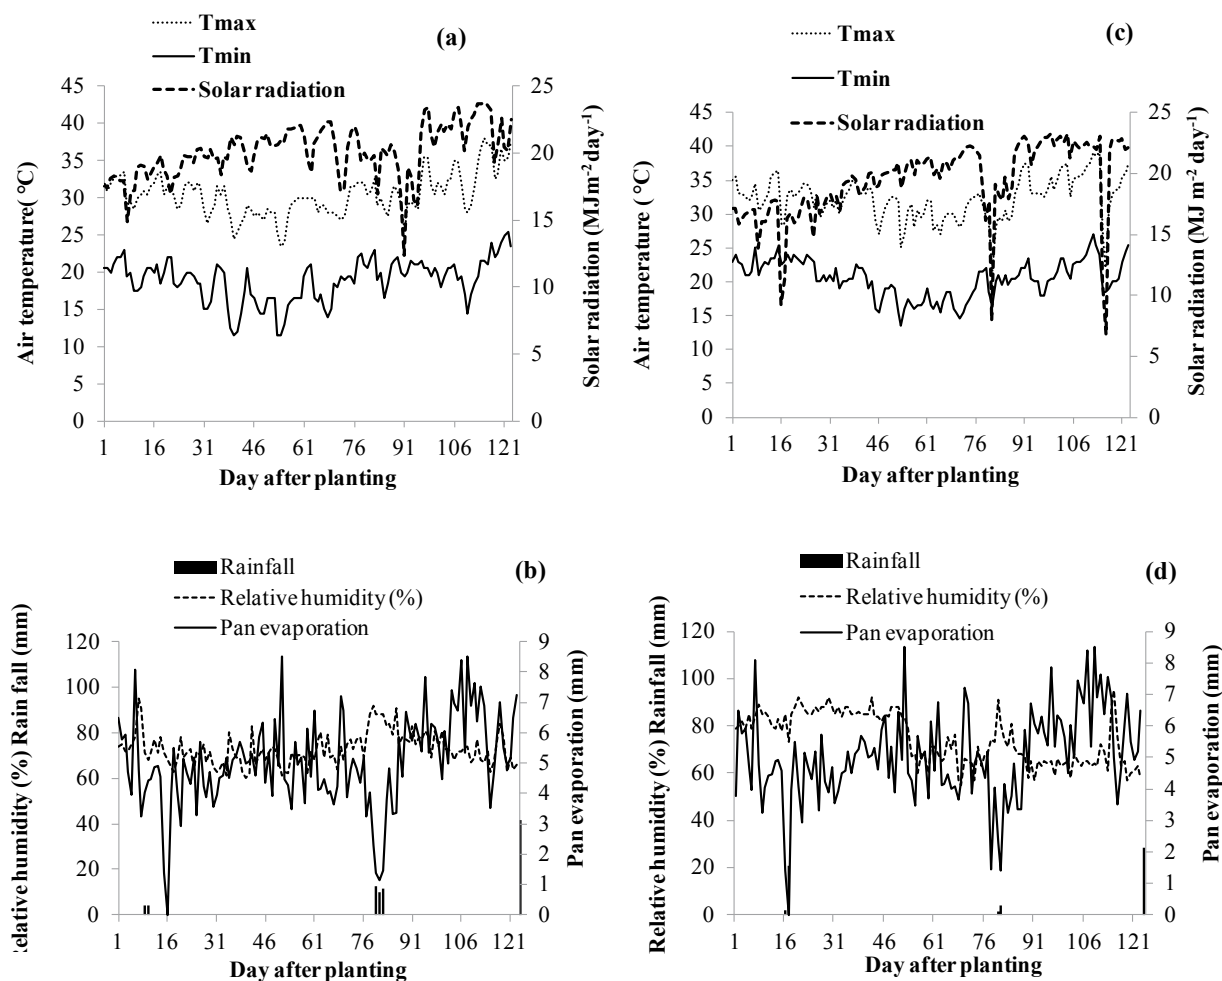 Tmax
(a)
Tmin
Solar radiation
45
40
35
30
25
20
15
10
5
0
25
20
15
10
5
0
1 16 31 46 61 76 91 106 121
Air temperature( °C)
Solar radiation (MJm-2 day-1)
Day after planting
Tmax
(c)
Tmin
Solar radiation
45
40
35
30
25
20
15
10
5
0
25
20
15
10
5
0
1 16 31 46 61 76 91 106 121
Air temperature (°C)
Solar radiation (MJ m-2 day-1)
Day after planting
Rainfall
(b)
Relative humidity (%)
Pan evaporation
120
100
80
60
40
20
0
9
8
7
6
5
4
3
2
1
0
1 16 31 46 61 76 91 106 121
Relative humidity (%) Rain fall (mm)
Pan evaporation (mm)
Day after planting
Rainfall
(d)
Relative humidity (%)
Pan evaporation
120
100
80
60
40
20
0
9
8
7
6
5
4
3
2
1
0
1 16 31 46 61 76 91 106 121
Relative humidity (%) Rainfall (mm)
Pan evaporation (mm)
Day after planting